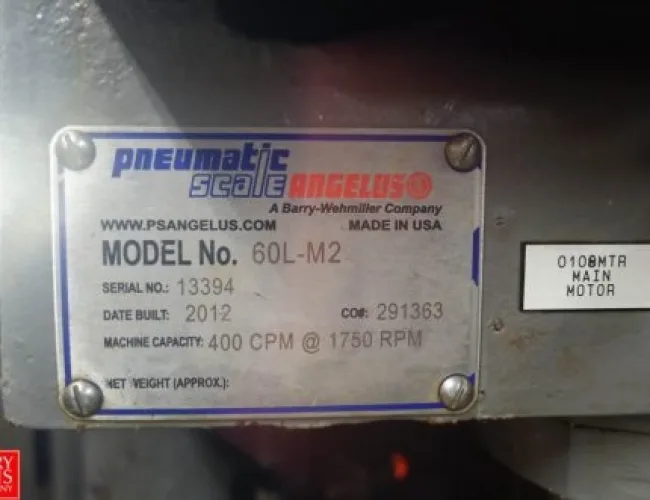 pneumatic
scale ANGELUS
A Barry-Wehmiller Company
WWW.PSANGELUS.COM MADE IN USA
MODEL No. 60L-M2
SERIAL NO.: 13394
DATE BUILT: 2012 CO#: 291363
MACHINE CAPACITY: 400 CPM @ 1750 RPM
NET WEIGHT (APPROX.):
0108MTR
MAIN
MOTOR